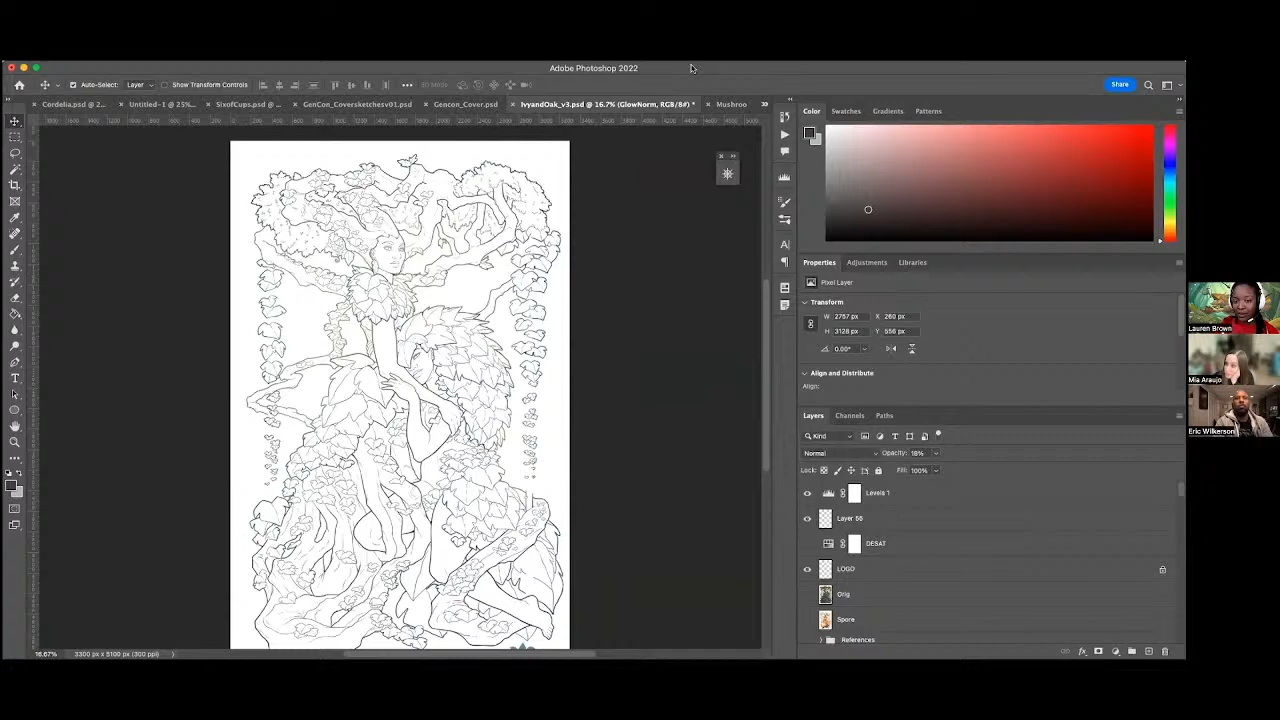 Adobe Photoshop 2022
Auto-Select: Layer Show Transform Controls 3D Mode Share
Cordelia.psd @ 2... Untitled-1 @ 25%... SixofCups.psd @ ... GenCon_Coversketchesv01.psd Gencon_Cover.psd IvyandOak_v3.psd @ 16.7% (GlowNorm, RGB/8#) * Mushroo
Color Swatches Gradients Patterns
Properties Adjustments Libraries
Pixel Layer
Transform
W 2757 px X 260 px
H 3128 px Y 556 px
0.00°
Align and Distribute
Align:
Layers Channels Paths
Kind
Normal Opacity: 18%
Lock: Fill: 100%
Levels 1
Layer 56
DESAT
LOGO
Orig
Spore
References
16.67% 3300 px x 5100 px (300 ppi)
Lauren Brown
Mia Araujo
Eric Wilkerson